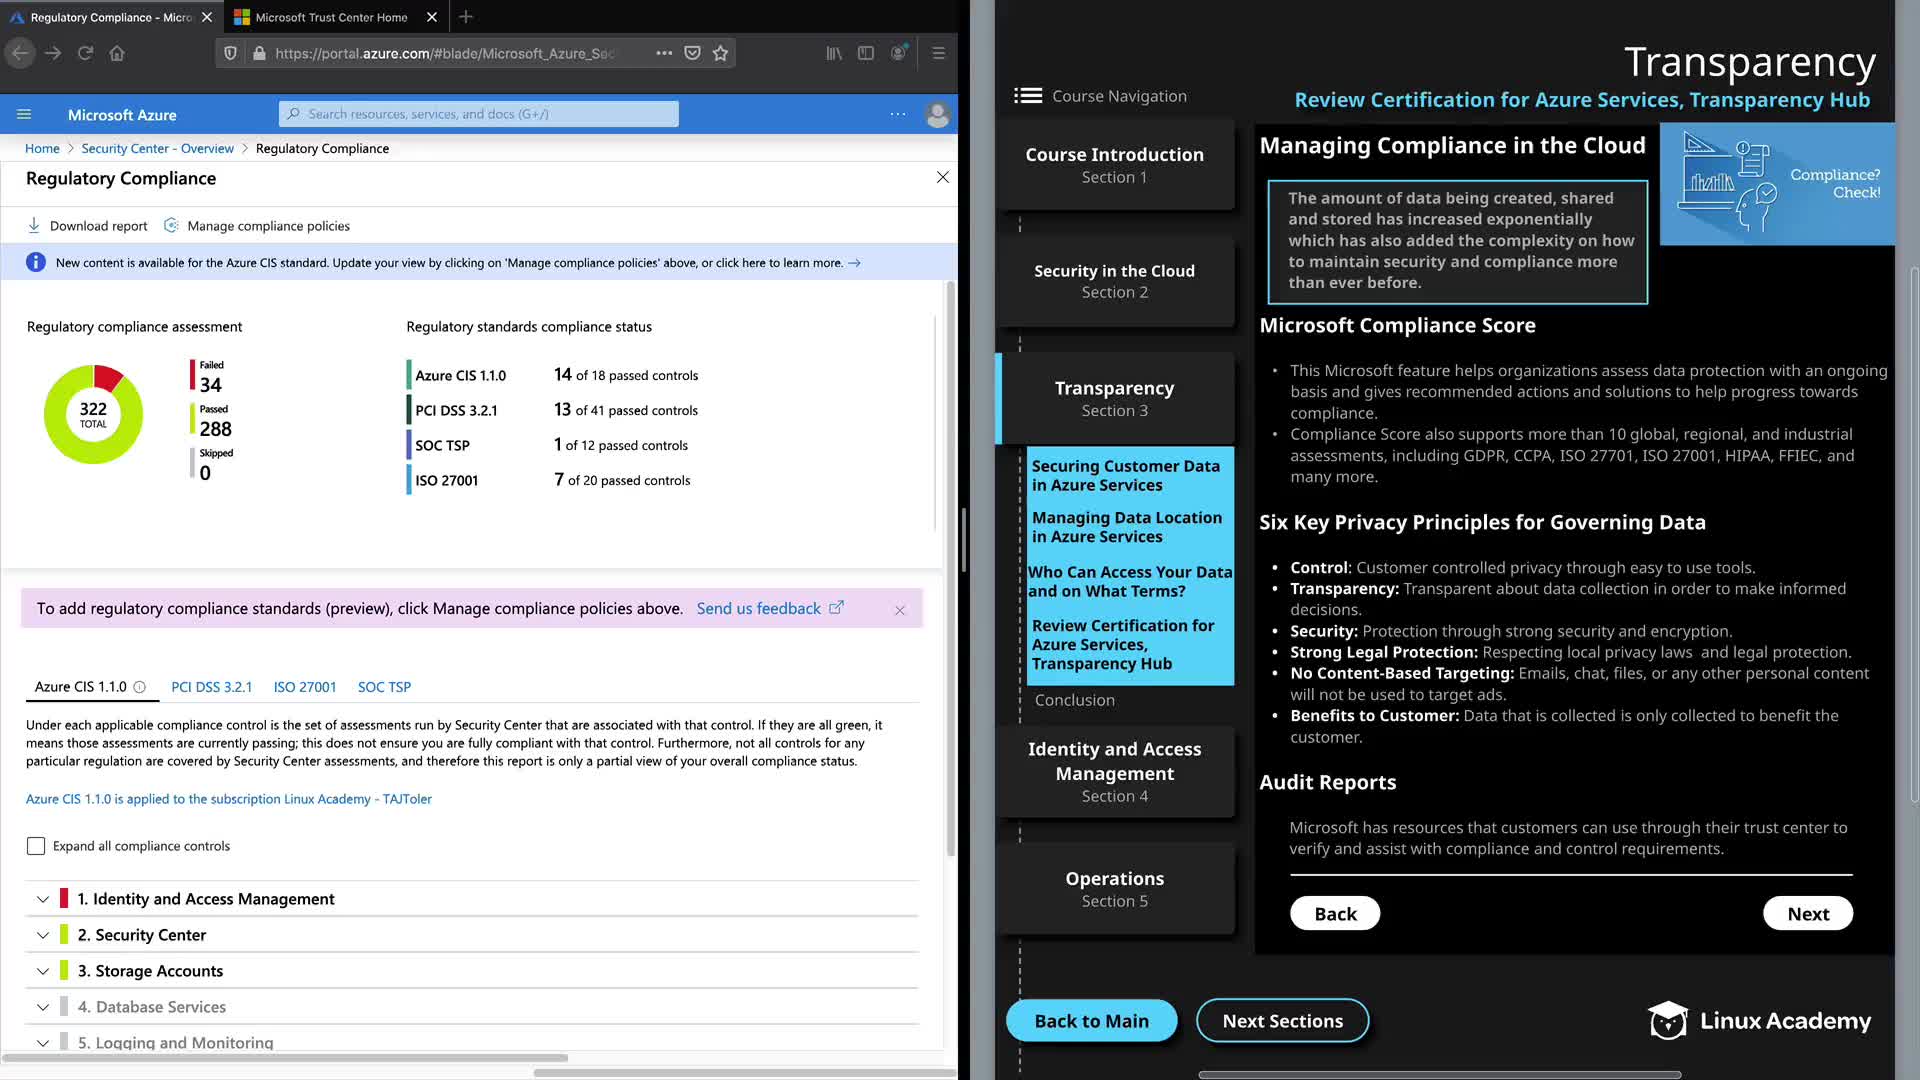 Regulatory Compliance - Micro
Microsoft Trust Center Home
https://portal.azure.com/#blade/Microsoft_Azure_Sec
Microsoft Azure
Search resources, services, and docs (G+/)
Home > Security Center - Overview > Regulatory Compliance
Regulatory Compliance
Download report
Manage compliance policies
New content is available for the Azure CIS standard. Update your view by clicking on 'Manage compliance policies' above, or click here to learn more. →
Regulatory compliance assessment
322
TOTAL
Failed
34
Passed
288
Skipped
0
Regulatory standards compliance status
Azure CIS 1.1.0 14 of 18 passed controls
PCI DSS 3.2.1 13 of 41 passed controls
SOC TSP 1 of 12 passed controls
ISO 27001 7 of 20 passed controls
To add regulatory compliance standards (preview), click Manage compliance policies above. Send us feedback
Azure CIS 1.1.0 PCI DSS 3.2.1 ISO 27001 SOC TSP
Under each applicable compliance control is the set of assessments run by Security Center that are associated with that control. If they are all green, it
means those assessments are currently passing; this does not ensure you are fully compliant with that control. Furthermore, not all controls for any
particular regulation are covered by Security Center assessments, and therefore this report is only a partial view of your overall compliance status.
Azure CIS 1.1.0 is applied to the subscription Linux Academy - TAJToler
Expand all compliance controls
1. Identity and Access Management
2. Security Center
3. Storage Accounts
4. Database Services
5. Logging and Monitoring
Transparency
Review Certification for Azure Services, Transparency Hub
Course Navigation
Course Introduction
Section 1
Security in the Cloud
Section 2
Transparency
Section 3
Securing Customer Data
in Azure Services
Managing Data Location
in Azure Services
Who Can Access Your Data
and on What Terms?
Review Certification for
Azure Services,
Transparency Hub
Conclusion
Identity and Access
Management
Section 4
Operations
Section 5
Managing Compliance in the Cloud
Compliance?
Check!
The amount of data being created, shared
and stored has increased exponentially
which has also added the complexity on how
to maintain security and compliance more
than ever before.
Microsoft Compliance Score
• This Microsoft feature helps organizations assess data protection with an ongoing
basis and gives recommended actions and solutions to help progress towards
compliance.
• Compliance Score also supports more than 10 global, regional, and industrial
assessments, including GDPR, CCPA, ISO 27701, ISO 27001, HIPAA, FFIEC, and
many more.
Six Key Privacy Principles for Governing Data
• Control: Customer controlled privacy through easy to use tools.
• Transparency: Transparent about data collection in order to make informed
decisions.
• Security: Protection through strong security and encryption.
• Strong Legal Protection: Respecting local privacy laws and legal protection.
• No Content-Based Targeting: Emails, chat, files, or any other personal content
will not be used to target ads.
• Benefits to Customer: Data that is collected is only collected to benefit the
customer.
Audit Reports
Microsoft has resources that customers can use through their trust center to
verify and assist with compliance and control requirements.
Back
Next
Back to Main
Next Sections
Linux Academy